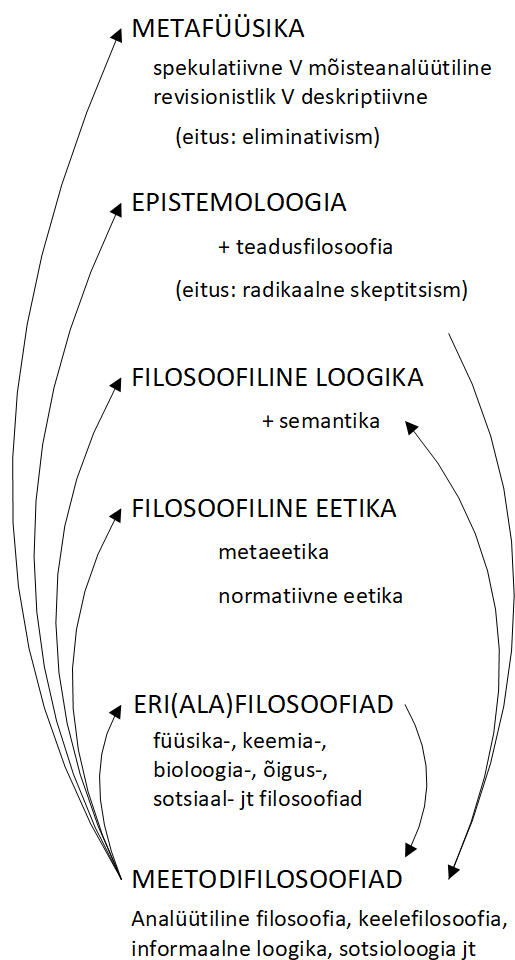 METAFÜÜSIKA
spekulatiivne V mõisteanalüütiline
revisionistlik V deskriptiivne
(eitus: eliminativism)
EPISTEMOLOOGIA
+ teadusfilosoofia
(eitus: radikaalne skeptitsism)
FILOSOOFILINE LOOGIKA
+ semantika
FILOSOOFILINE EETIKA
metaeetika
normatiivne eetika
ERI(ALA)FILOSOOFIAD
füüsika-, keemia-,
bioloogia-, õigus-,
sotsiaal- jt filosoofiad
MEETODIFILOSOOFIAD
Analüütiline filosoofia, keelefilosoofia,
informaalne loogika, sotsioloogia jt